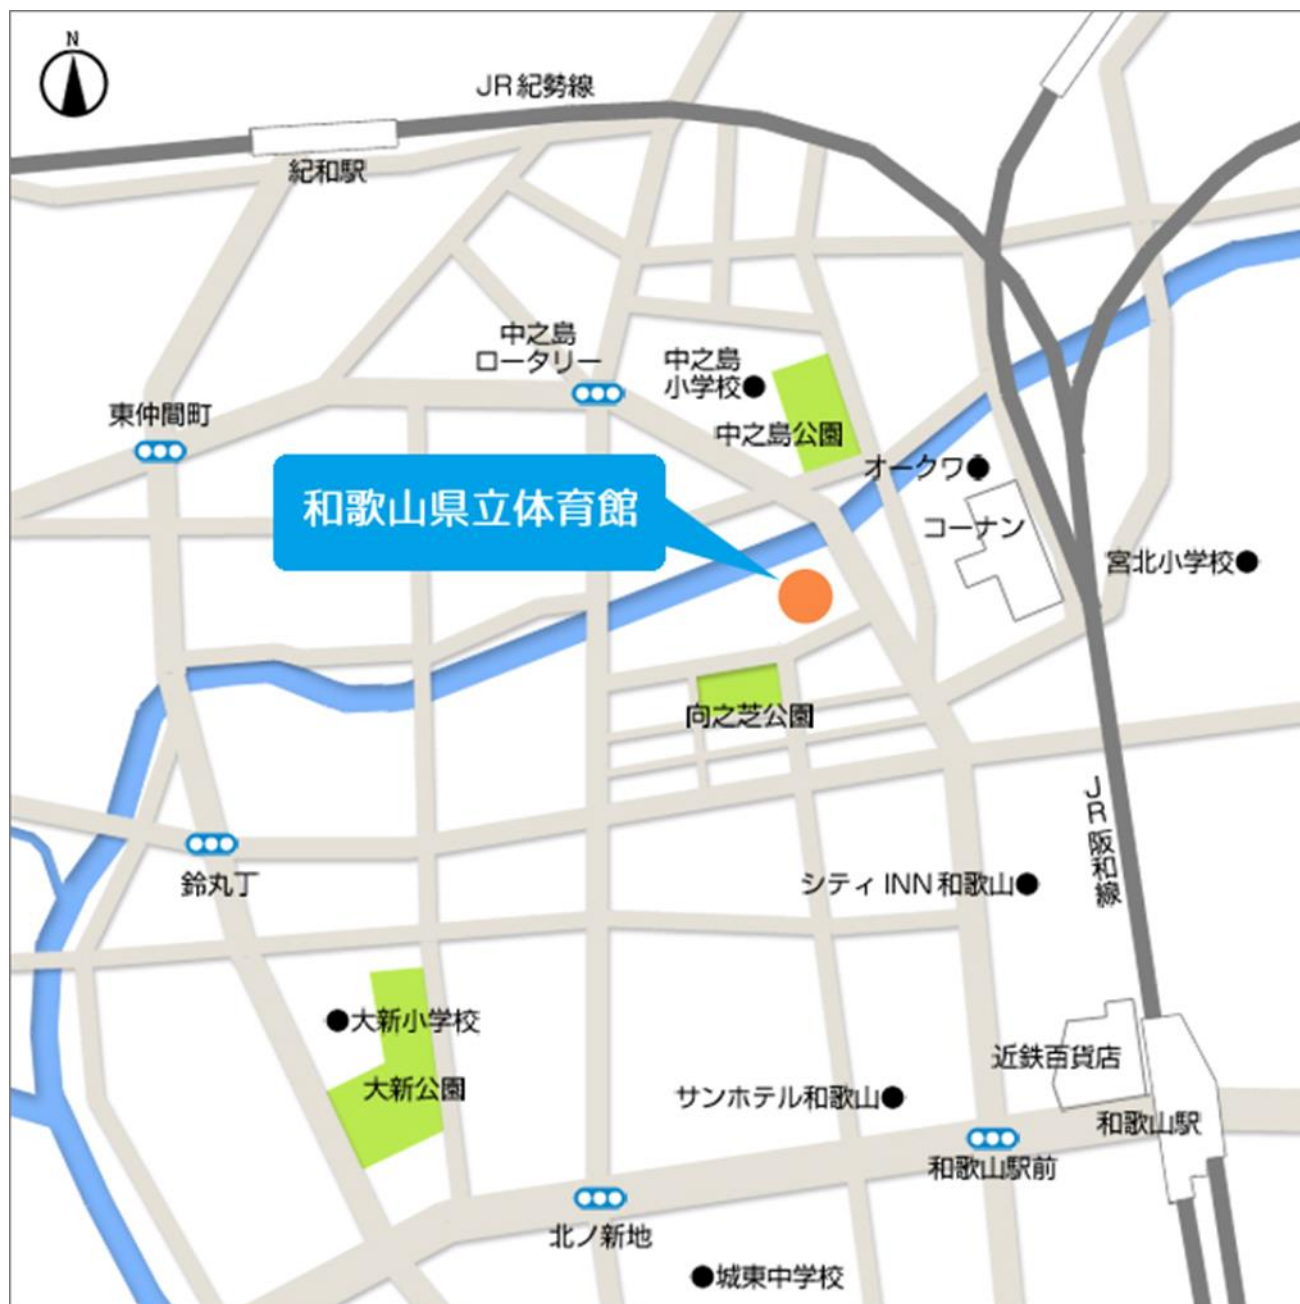 N
JR紀勢線
紀和駅
中之島
ロータリー
中之島
小学校
東仲間町
中之島公園
オークワ
和歌山県立体育館
コーナン
宮北小学校
向之芝公園
JR阪和線
鈴丸丁
シティINN和歌山
大新小学校
近鉄百貨店
大新公園
サンホテル和歌山
和歌山駅
和歌山駅前
北ノ新地
城東中学校